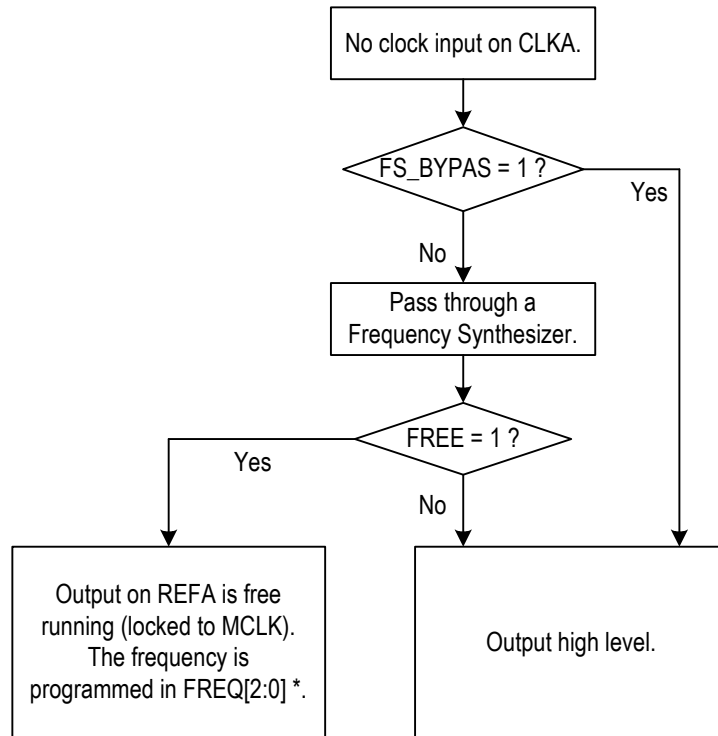 No clock input on CLKA.
FS_BYPAS = 1 ?
Yes
No
Pass through a
Frequency Synthesizer.
FREE = 1 ?
Yes
No
Output on REFA is free
running (locked to MCLK).
The frequency is
programmed in FREQ[2:0] *.
Output high level.